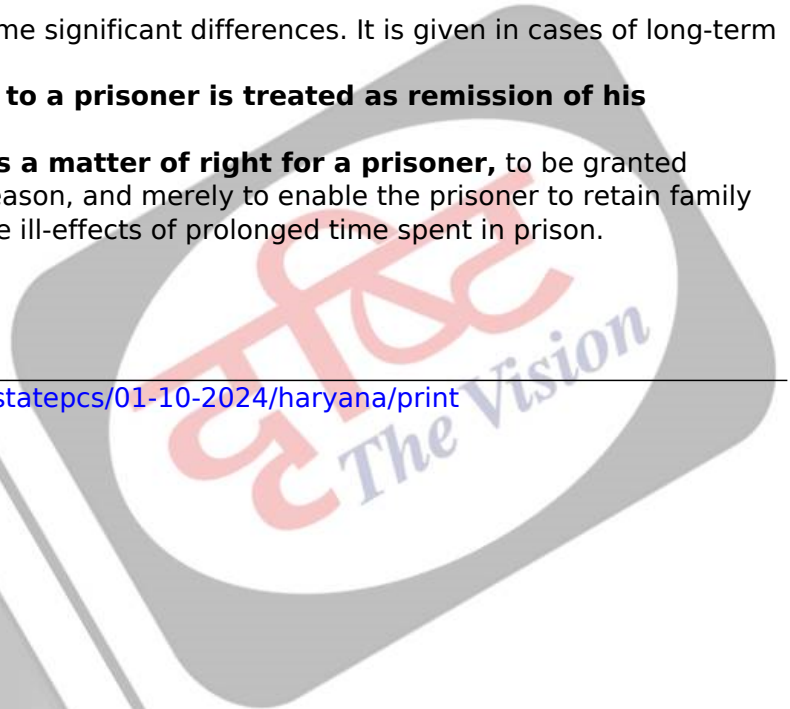 me significant differences. It is given in cases of long-term
to a prisoner is treated as remission of his
s a matter of right for a prisoner, to be granted
eason, and merely to enable the prisoner to retain family
e ill-effects of prolonged time spent in prison.
statepcs/01-10-2024/haryana/print
दृष्टि
The Vision